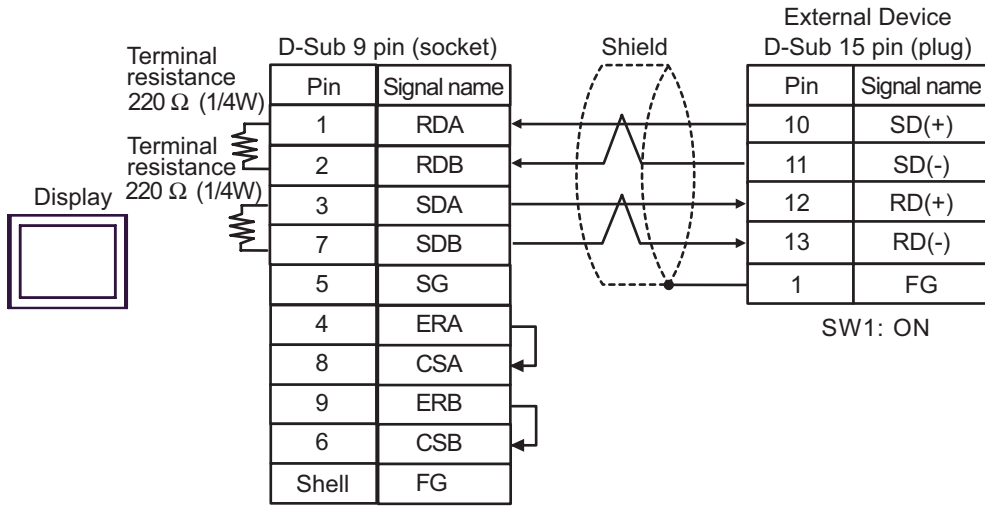 External Device
D-Sub 9 pin (socket)
Shield
D-Sub 15 pin (plug)
Terminal
resistance
220 Ω (1/4W)
Terminal
resistance
220 Ω (1/4W)
Display
Pin Signal name
1 RDA
2 RDB
3 SDA
7 SDB
5 SG
4 ERA
8 CSA
9 ERB
6 CSB
Shell FG
Pin Signal name
10 SD(+)
11 SD(-)
12 RD(+)
13 RD(-)
1 FG
SW1: ON